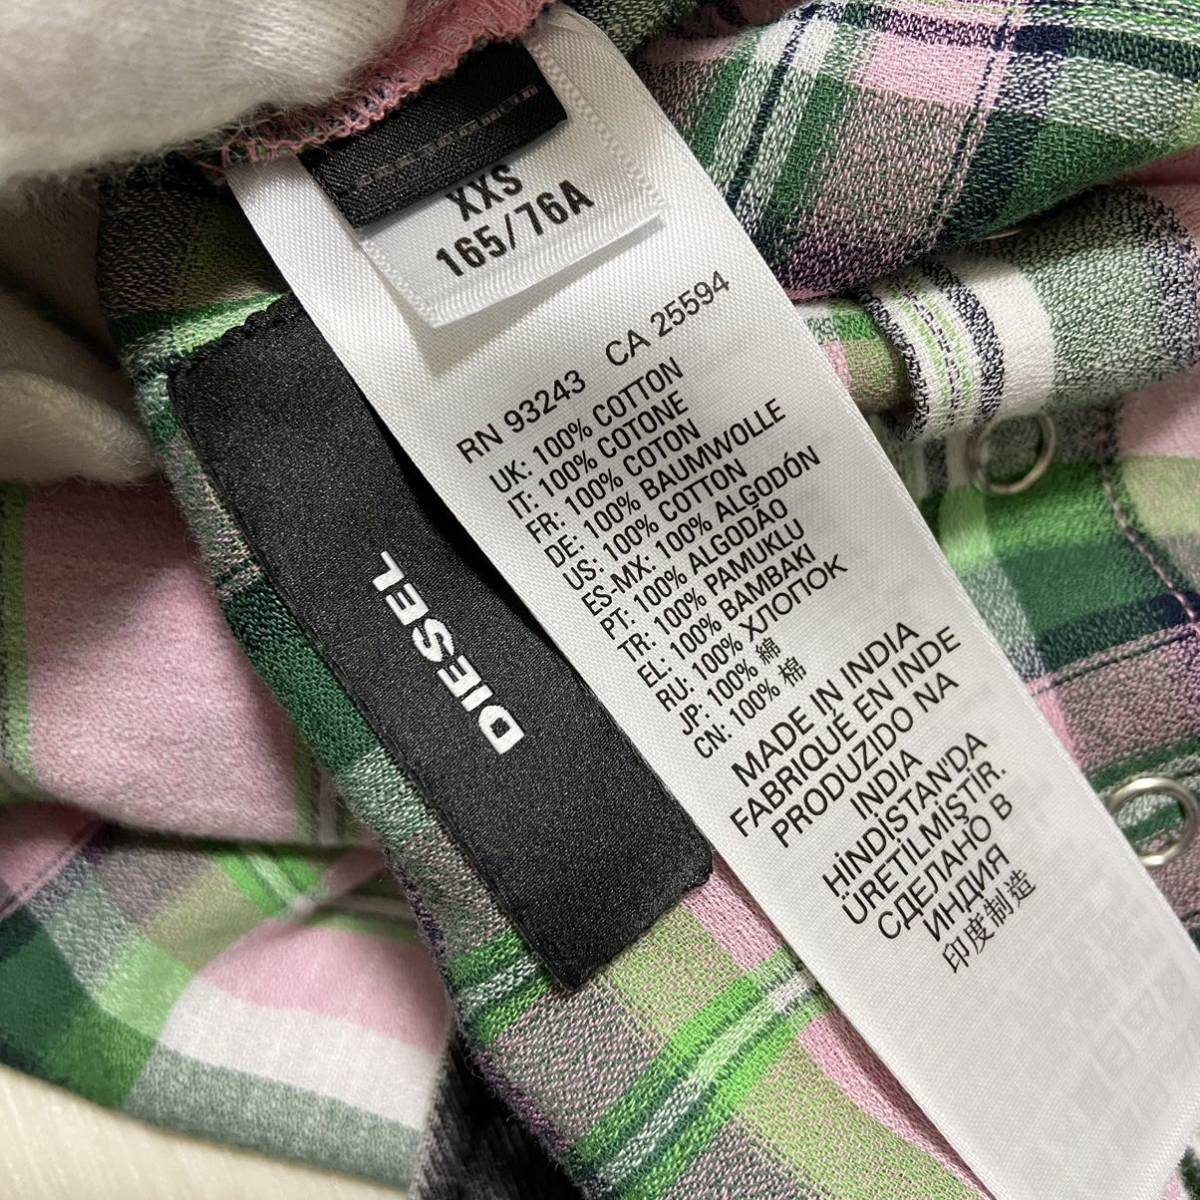 XXS
165/76A
RN 93243 CA 25594
UK: 100% COTTON
IT: 100% COTONE
FR: 100% COTON
DE: 100% BAUMWOLLE
US: 100% COTTON
ES-MX: 100% ALGODÓN
PT: 100% ALGODÃO
TR: 100% PAMUKLU
EL: 100% BAMBAKI
RU: 100% ХЛОПОК
JP: 100% 綿
CN: 100% 棉
MADE IN INDIA
FABRIQUÉ EN INDE
PRODUZIDO NA
INDIA
HİNDİSTAN'DA
ÜRETİLMİŞTİR.
СДЕЛАНО В
ИНДИЯ
印度制造
DIESEL